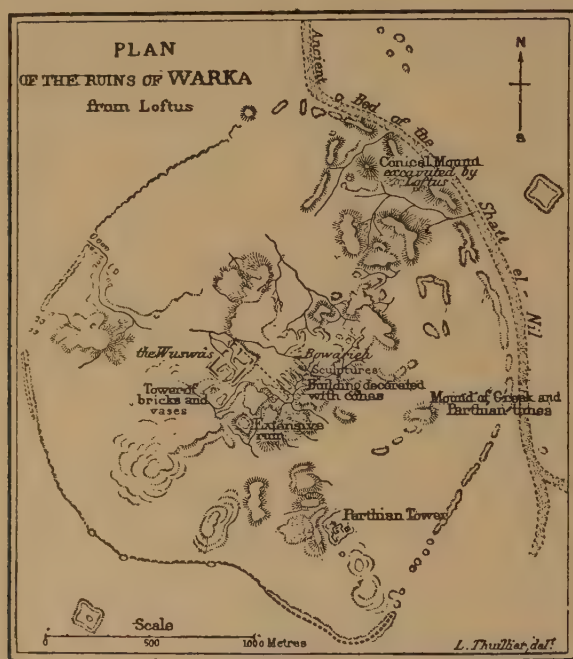 PLAN
OF THE RUINS OF WARKA
from Loftus
N
S
Ancient Bed of the Shatt el-Nil
Conical Mound
excavated by
Loftus
the Wuswas
Bowarieh
Sculptures
Tower of
bricks and
vases
Building decorated
with cones
Mound of Greek and
Parthian
Extensive
ruin
Parthian Tower
Scale
0 500 1000 Metres
L. Thuillier, delt.